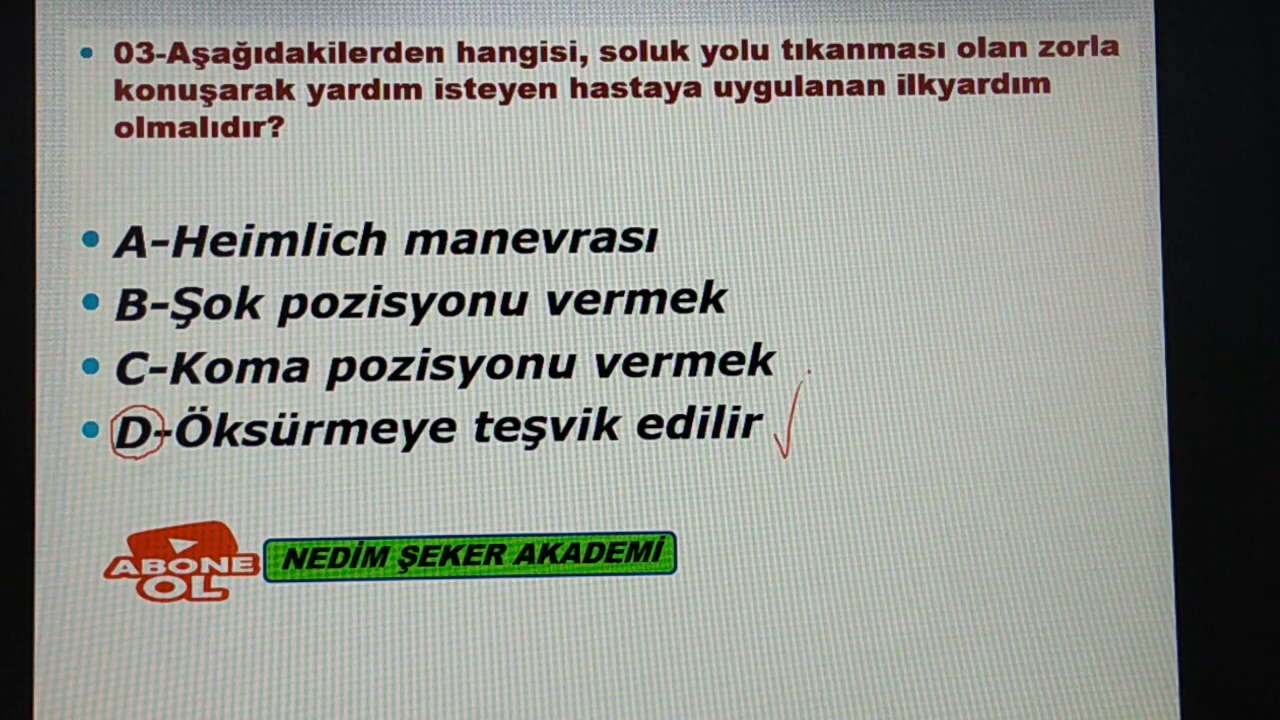 03-Aşağıdakilerden hangisi, soluk yolu tıkanması olan zorla
konuşarak yardım isteyen hastaya uygulanan ilkyardım
olmalıdır?
A-Heimlich manevrası
B-Şok pozisyonu vermek
C-Koma pozisyonu vermek
D-Öksürmeye teşvik edilir
ABONE
OL
NEDİM ŞEKER AKADEMİ